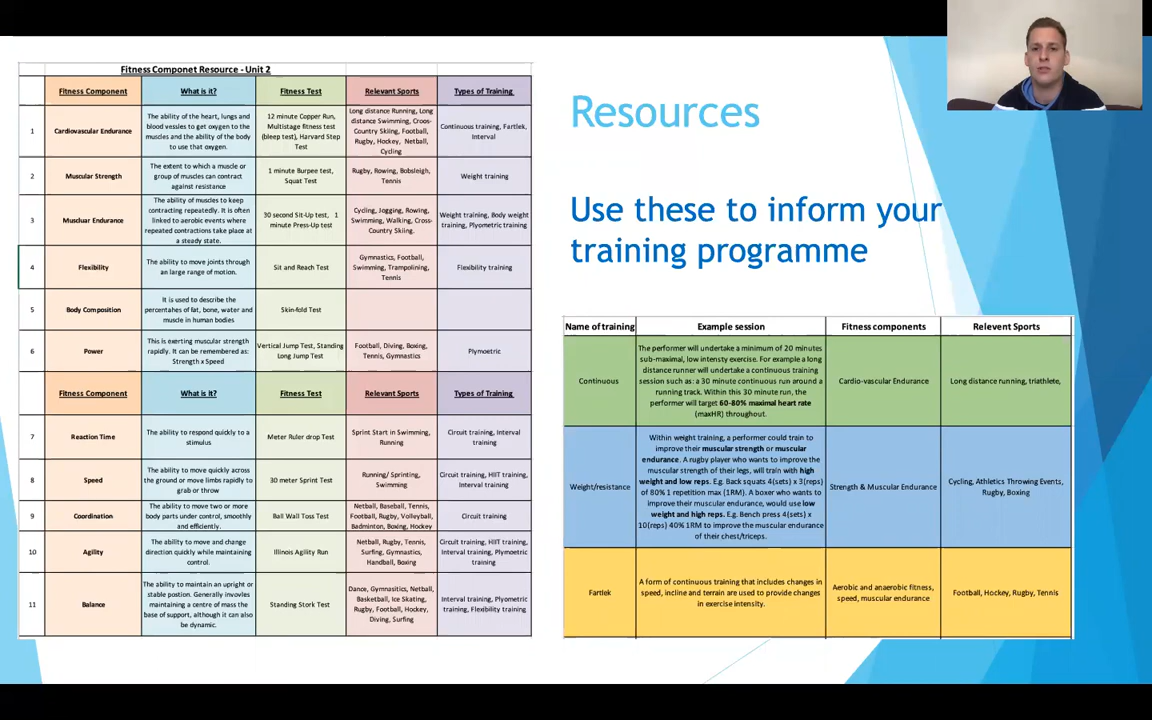 Fitness Componet Resource - Unit 2
Fitness Component What is it? Fitness Test Relevant Sports Types of Training
1
Cardiovascular Endurance
The ability of the heart, lungs and
blood vessles to get oxygen to the
muscles and the ability of the body
to use that oxygen.
12 minute Copper Run,
Multistage fitness test
(bleep test), Harvard Step
Test
Long distance Running, Long
distance Swimming, Croos-
Country Skiing, Football,
Rugby, Hockey, Netball,
Cycling
Continuous training, Fartlek,
Interval
2
Muscular Strength
The extent to which a muscle or
group of muscles can contract
against resistance
1 minute Burpee test,
Squat Test
Rugby, Rowing, Bobsleigh,
Tennis
Weight training
3
Muscluar Endurance
The ability of muscles to keep
contracting repeatedly. It is often
linked to aerobic events where
repeated contractions take place at
a steady state.
30 second Sit-Up test, 1
minute Press-Up test
Cycling, Jogging, Rowing,
Swimming, Walking, Cross-
Country Skiing.
Weight training, Body weight
training, Plyometric training
4
Flexibility
The ability to move joints through
an large range of motion.
Sit and Reach Test
Gymnastics, Football,
Swimming, Trampolining,
Tennis
Flexibility training
5
Body Composition
It is used to describe the
percentahes of fat, bone, water and
muscle in human bodies
Skin-fold Test
6
Power
This is exerting muscular strength
rapidly. It can be remembered as:
Strength x Speed
Vertical Jump Test, Standing
Long Jump Test
Football, Diving, Boxing,
Tennis, Gymnastics
Plymoetric
Fitness Component What is it? Fitness Test Relevant Sports Types of Training
7
Reaction Time
The ability to respond quickly to a
stimulus
Meter Ruler drop Test
Sprint Start in Swimming,
Running
Circuit training, Interval
training
8
Speed
The ability to move quickly across
the ground or move limbs rapidly to
grab or throw
30 meter Sprint
Running/ Sprinting,
Swimming
Circuit training, HIIT training,
Interval training
9
Coordination
The ability to move two or more
body parts under control, smoothly
and efficiently.
Ball Wall Toss Test
Netball, Baseball, Tennis,
Football, Rugby, Volleyball,
Badminton, Boxing, Hockey
Circuit training
10
Agility
The ability to move and change
direction quickly while maintaining
control.
Illinois Agility Run
Netball, Rugby, Tennis,
Surfing, Gymnastics,
Handball, Boxing
Circuit training, HIIT training,
Interval training, Plymoetric
training
11
Balance
The ability to maintain an upright or
stable postion. Generally invovles
maintaining a centre of mass the
base of support, although it can also
be dynamic.
Standing Stork Test
Dance, Gymnasitics, Netball,
Basketball, Ice Skating,
Rugby, Football, Hockey,
Diving, Surfing
Interval training, Plyometric
training, Flexibility training
Resources
Use these to inform your
training programme
Name of training Example session Fitness components Relevent Sports
Continuous
The performer will undertake a minimum of 20 minutes
sub-maximal, low intensty exercise. For example a long
distance runner will undertake a continuous training
session such as: a 30 minute continuous run around a
running track. Within this 30 minute run, the
performer will target 60-80% maximal heart rate
(maxHR) throughout.
Cardio-vascular Endurance
Long distance running, triathlete,
Weight/resistance
Within weight training, a performer could train to
improve their muscular strength or muscular
endurance. A rugby player who wants to improve the
muscular strength of their legs, will train with high
weight and low reps. E.g. Back squats 4(sets) x 3(reps)
of 80% 1 repetition max (1RM). A boxer who wants to
improve their muscular endurance, would use low
weight and high reps. E.g. Bench press 4(sets) x
10(reps) 40% 1RM to improve the muscular endurance
of their chest/triceps.
Strength & Muscular Endurance
Cycling, Athletics Throwing Events,
Rugby, Boxing
Fartlek
A form of continuous training that includes changes in
speed, incline and terrain are used to provide changes
in exercise intensity.
Aerobic and anaerobic fitness,
speed, muscular endurance
Football, Hockey, Rugby, Tennis